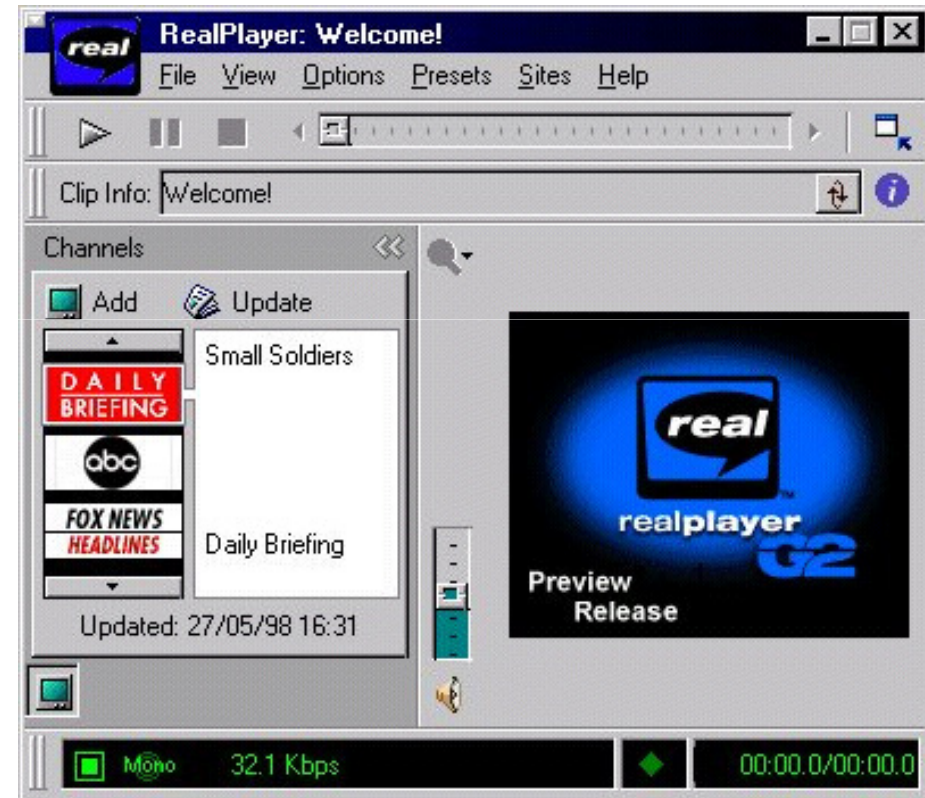 real
RealPlayer: Welcome!
File View Options Presets Sites Help
Clip Info: Welcome!
i
Channels
Add Update
Small Soldiers
DAILY
BRIEFING
abc
FOX NEWS
HEADLINES
Daily Briefing
Updated: 27/05/98 16:31
real
TM
realplayer
G2
Preview
Release
Mono 32.1 Kbps 00:00.0/00:00.0